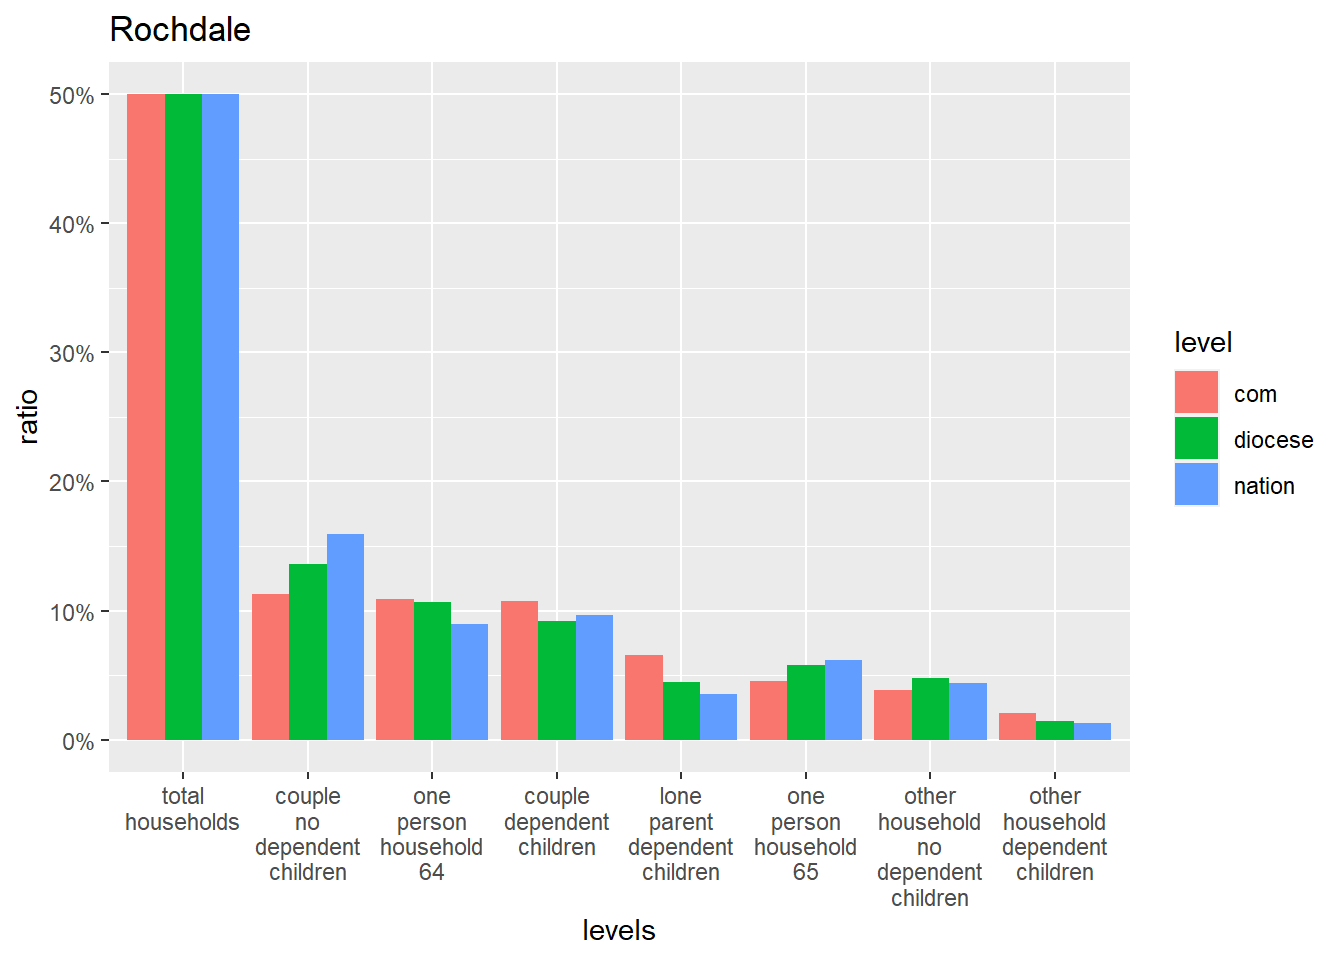 Rochdale
50%
40%
30%
20%
10%
0%
ratio
total
households
couple
no
dependent
children
one
person
household
64
couple
dependent
children
lone
parent
dependent
children
one
person
household
65
other
household
no
dependent
children
other
household
dependent
children
levels
level
com
diocese
nation